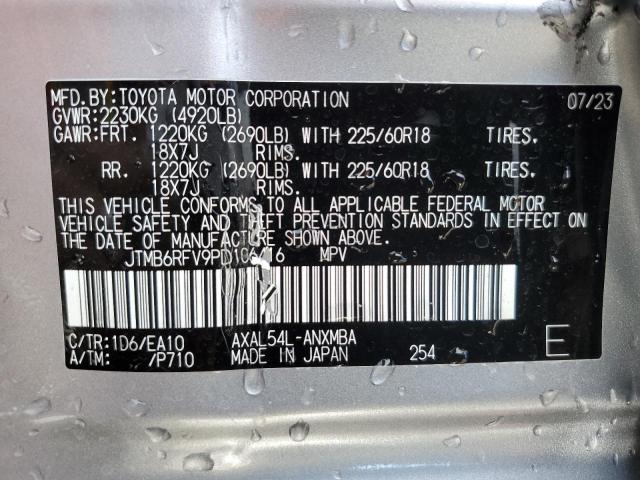 MFD.BY:TOYOTA MOTOR CORPORATION 07/23
GVWR:2230KG (4920LB)
GAWR:FRT. 1220KG (2690LB) WITH 225/60R18 TIRES.
18X7J RIMS.
RR. 1220KG (2690LB) WITH 225/60R18 TIRES.
18X7J RIMS.
THIS VEHICLE CONFORMS TO ALL APPLICABLE FEDERAL MOTOR
VEHICLE SAFETY AND THEFT PREVENTION STANDARDS IN EFFECT ON
THE DATE OF MANUFACTURE SHOWN ABOVE.
MPV
C/TR:1D6/EA10 AXAL54L-ANXMBA
A/TM: /P710 MADE IN JAPAN 254 E